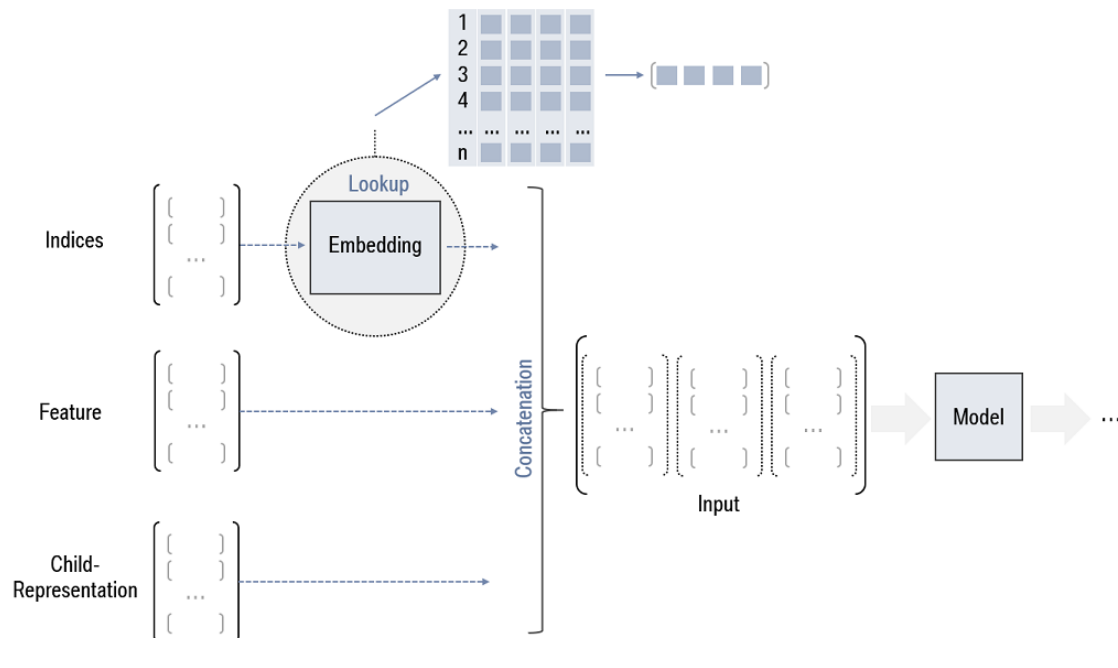 1
2
3
4
... ... ... ... ...
n
Lookup
Indices
Embedding
...
Feature
...
Concatenation
Child-
Representation
...
... ... ...
Input
Model
...